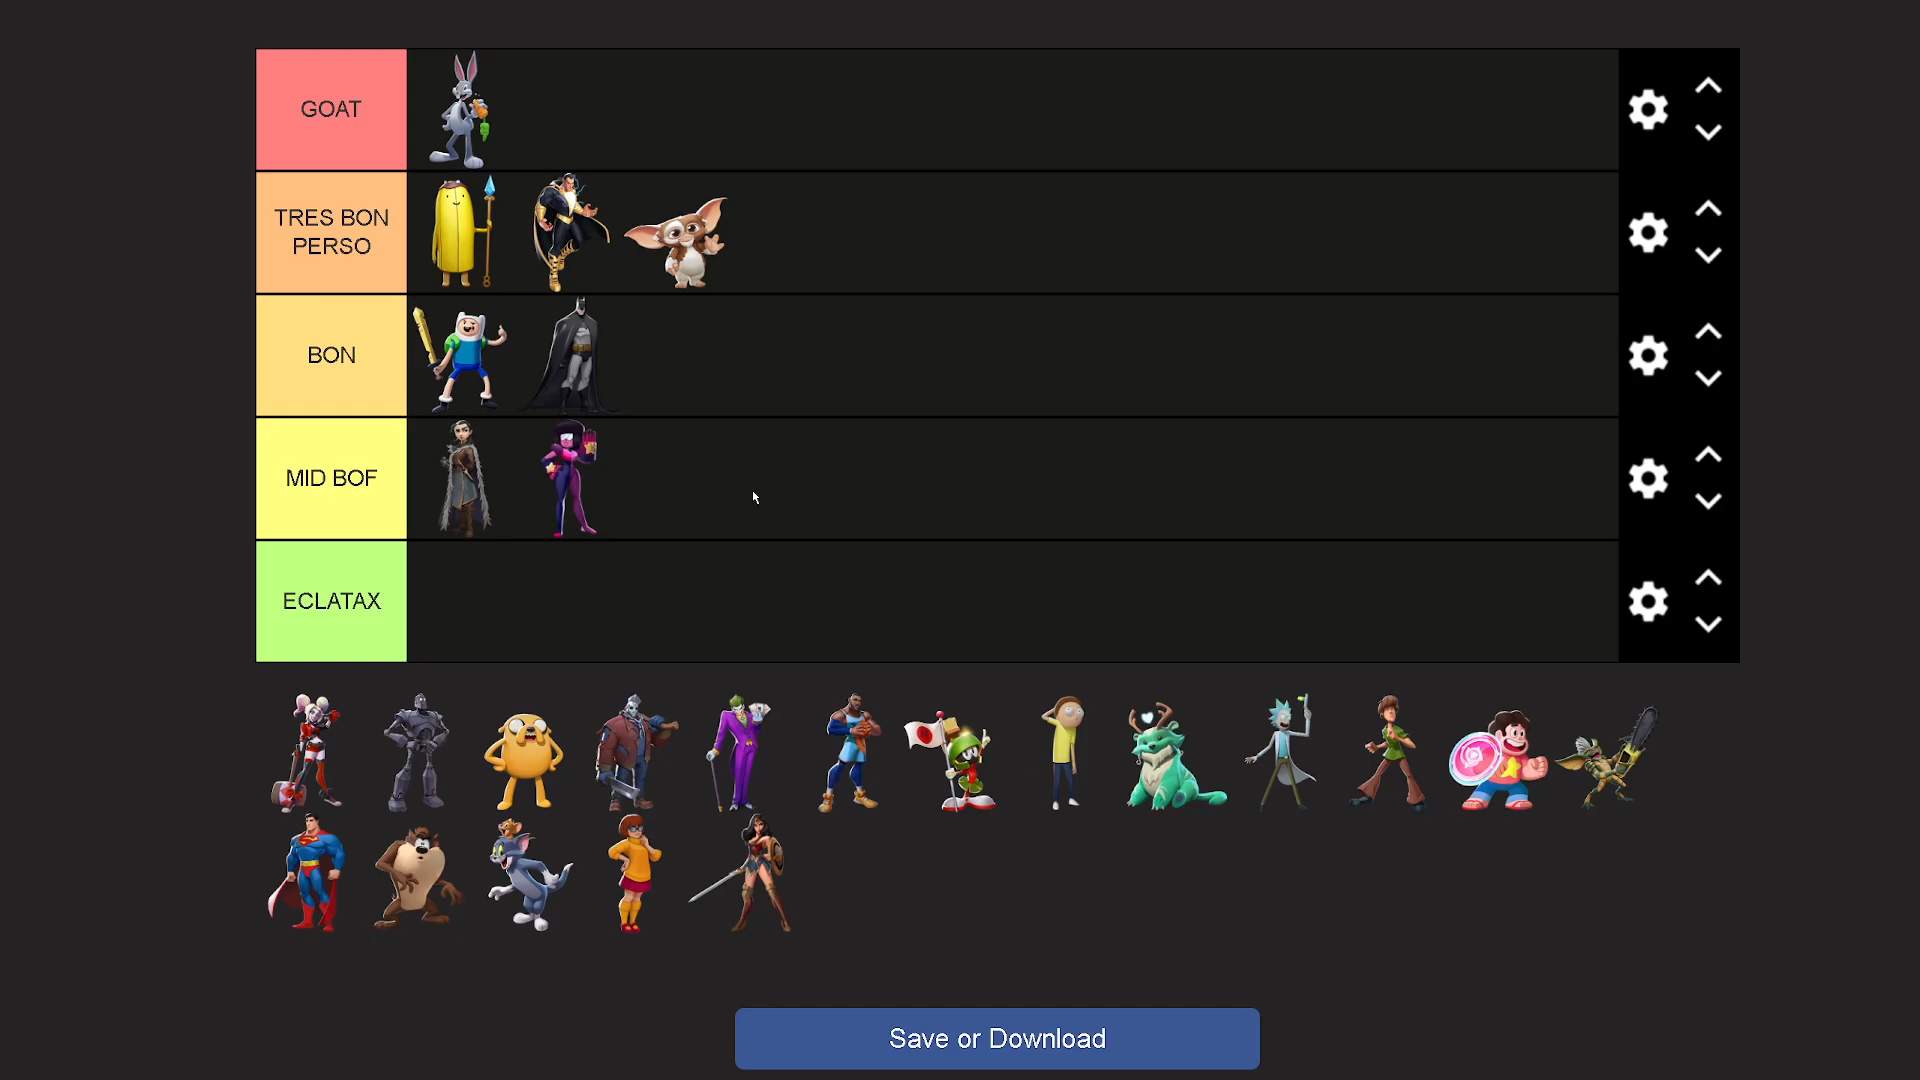 GOAT
TRES BON
PERSO
BON
MID BOF
ECLATAX
Save or Download